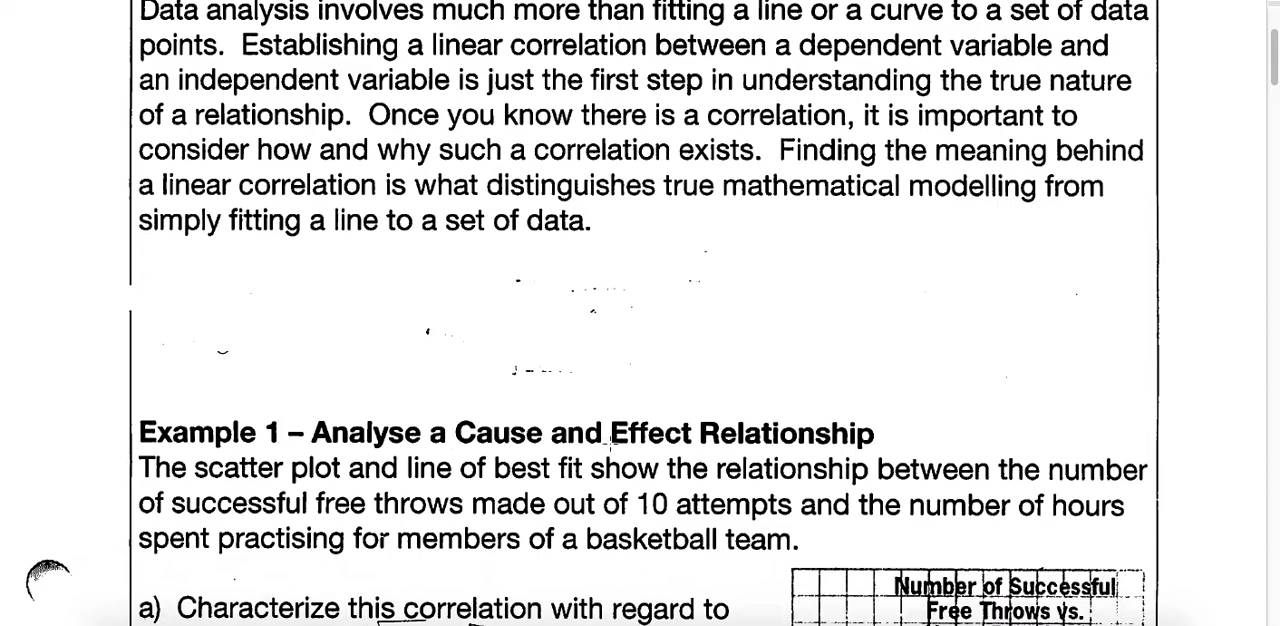 Data analysis involves much more than fitting a line or a curve to a set of data
points.  Establishing a linear correlation between a dependent variable and
an independent variable is just the first step in understanding the true nature
of a relationship.  Once you know there is a correlation, it is important to
consider how and why such a correlation exists.  Finding the meaning behind
a linear correlation is what distinguishes true mathematical modelling from
simply fitting a line to a set of data.
Example 1 – Analyse a Cause and Effect Relationship
The scatter plot and line of best fit show the relationship between the number
of successful free throws made out of 10 attempts and the number of hours
spent practising for members of a basketball team.
a) Characterize this correlation with regard to
Number of Successful
Free Throws vs.